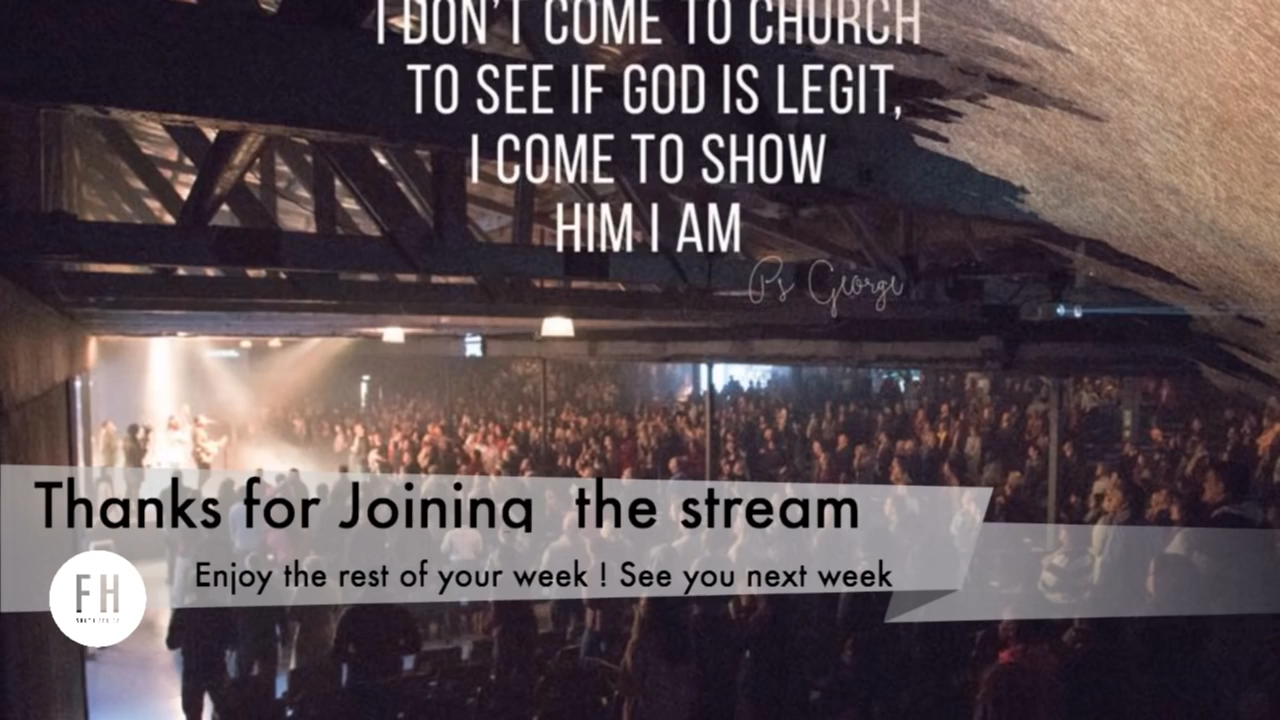 I DON'T COME TO CHURCH
TO SEE IF GOD IS LEGIT,
I COME TO SHOW
HIM I AM
Ps George
Thanks for Joining the stream
Enjoy the rest of your week ! See you next week
FH